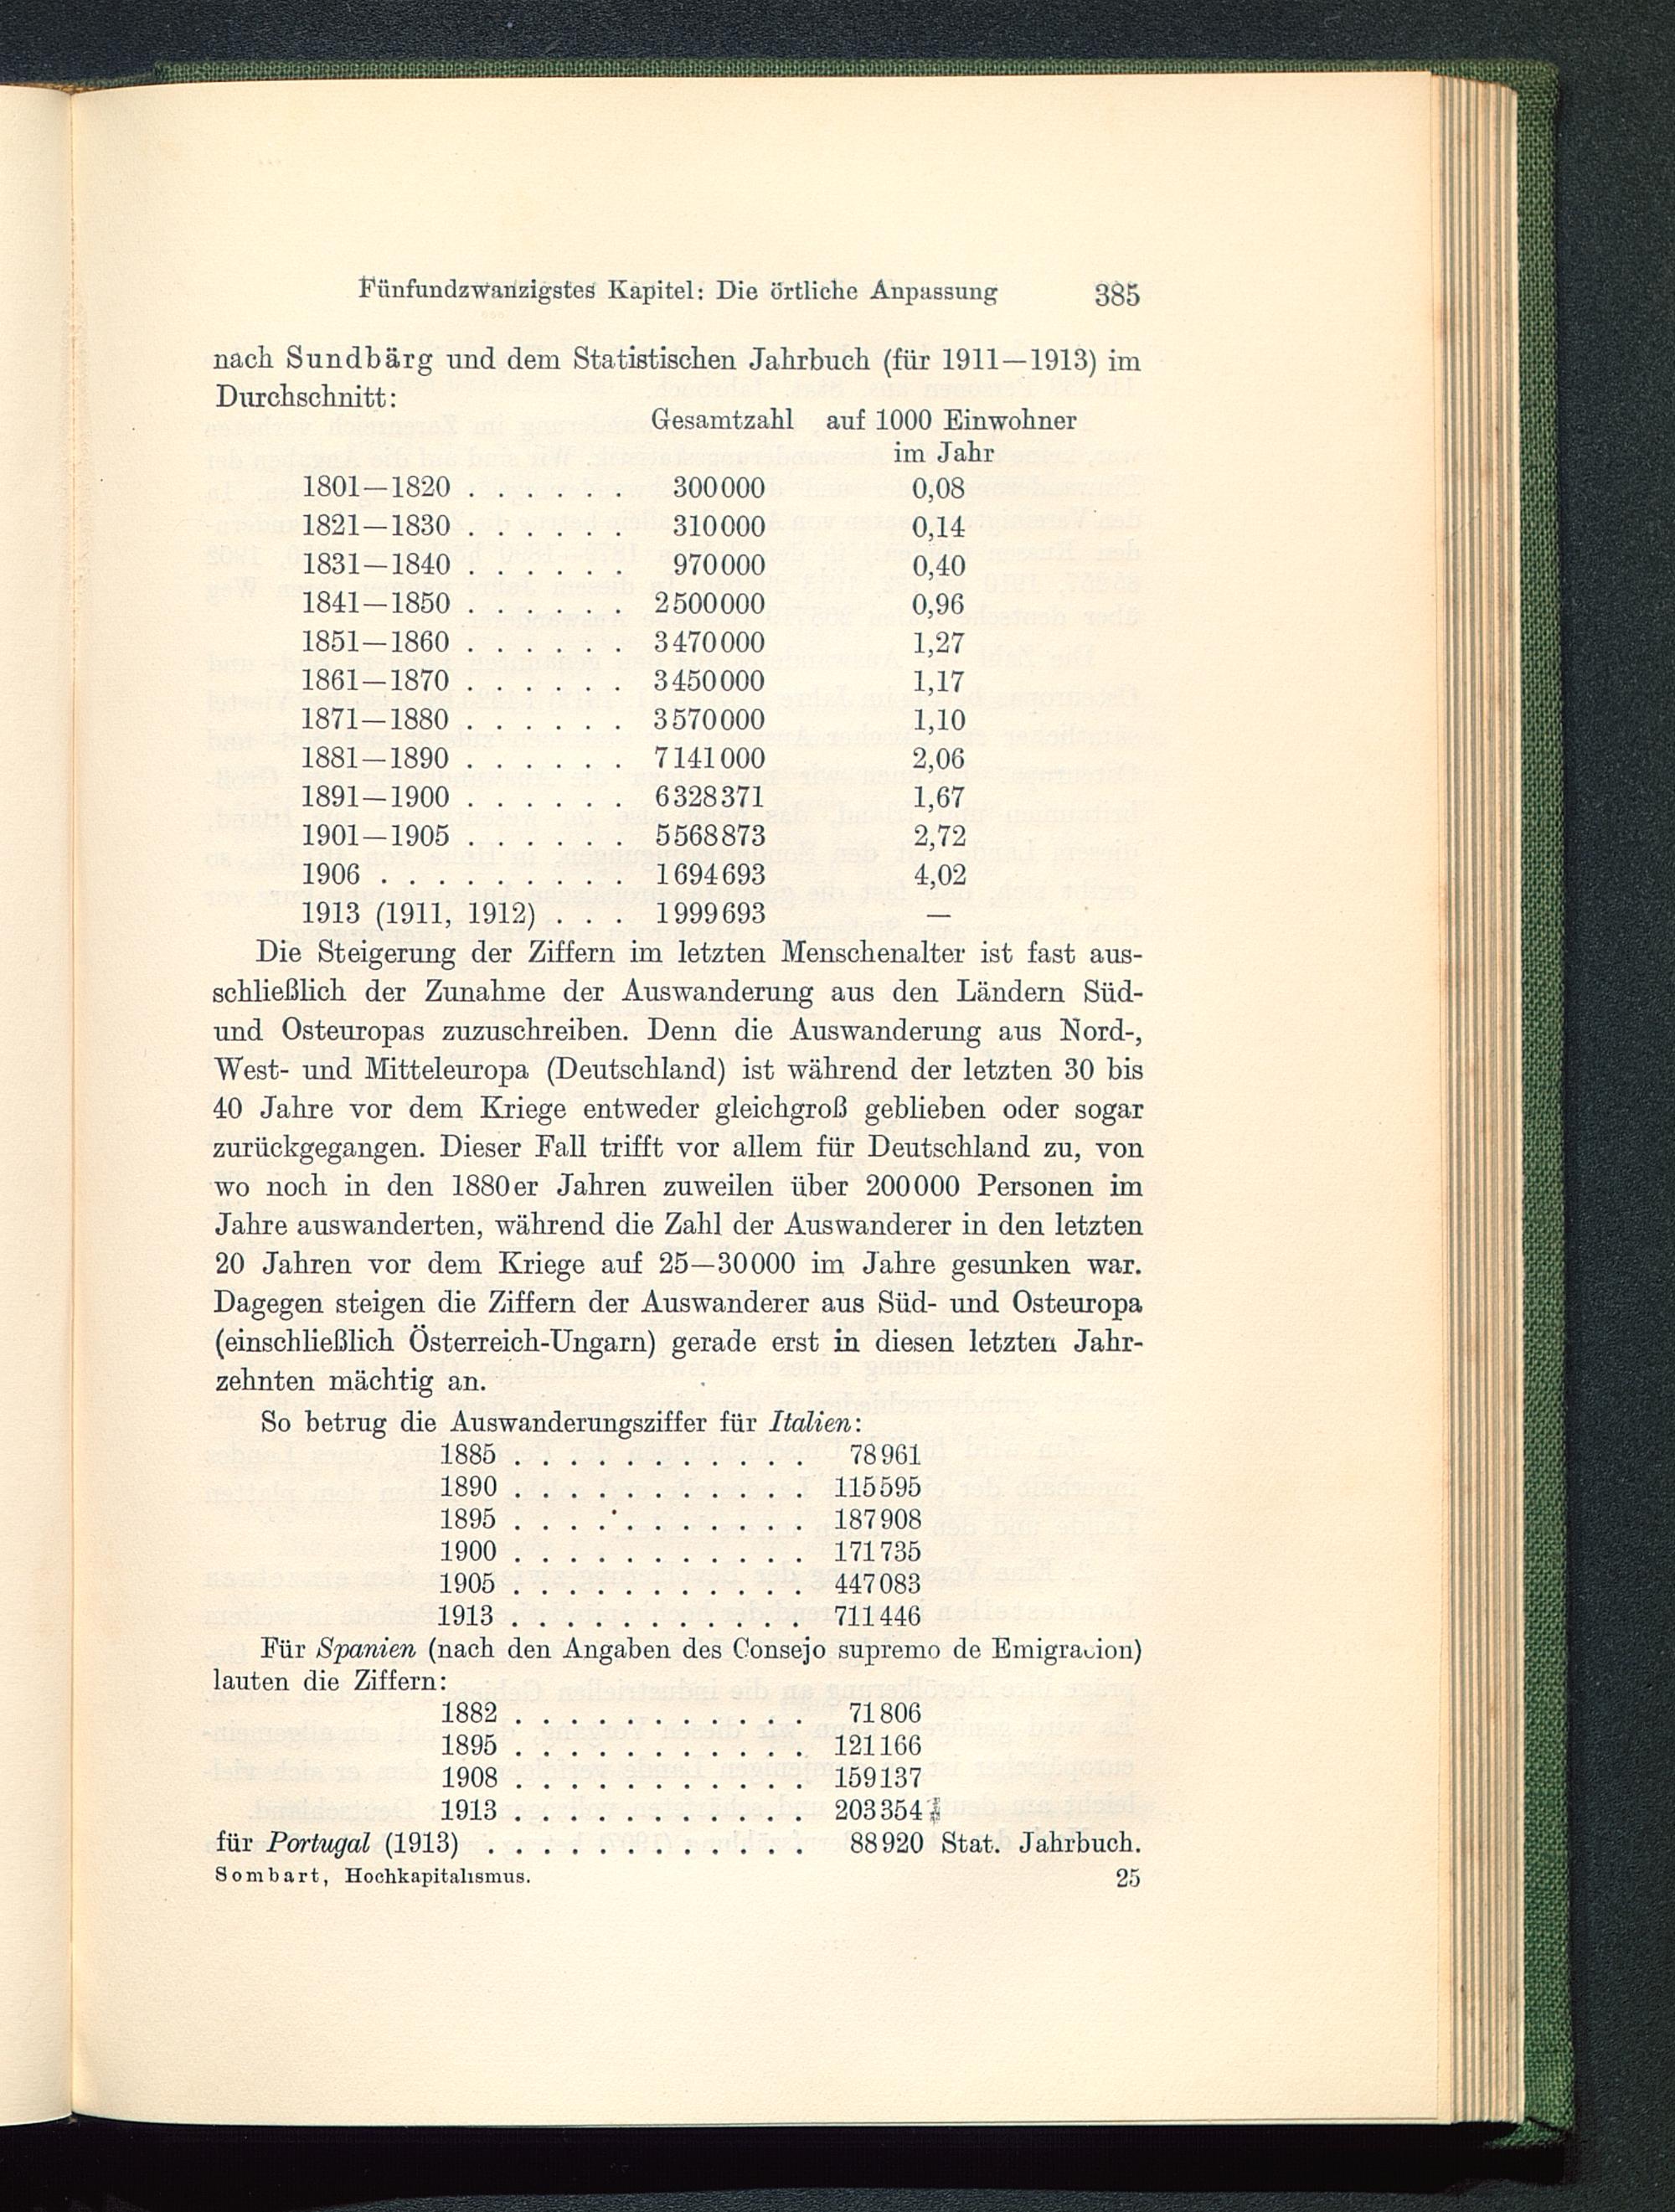 Fünfundzwanzigstes Kapitel: Die örtliche Anpassung 385
nach Sundbärg und dem Statistischen Jahrbuch (für 1911—1913) im
Durchschnitt:
Gesamtzahl auf 1000 Einwohner
im Jahr
1801—1820 . . . . . . 300000 0,08
1821—1830 . . . . . . 310000 0,14
1831—1840 . . . . . . 970000 0,40
1841—1850 . . . . . . 2500000 0,96
1851—1860 . . . . . . 3470000 1,27
1861—1870 . . . . . . 3450000 1,17
1871—1880 . . . . . . 3570000 1,10
1881—1890 . . . . . . 7141000 2,06
1891—1900 . . . . . . 6328371 1,67
1901—1905 . . . . . . 5568873 2,72
1906 . . . . . . . . . 1694693 4,02
1913 (1911, 1912) . . . 1999693 —
Die Steigerung der Ziffern im letzten Menschenalter ist fast aus-
schließlich der Zunahme der Auswanderung aus den Ländern Süd-
und Osteuropas zuzuschreiben. Denn die Auswanderung aus Nord-,
West- und Mitteleuropa (Deutschland) ist während der letzten 30 bis
40 Jahre vor dem Kriege entweder gleichgroß geblieben oder sogar
zurückgegangen. Dieser Fall trifft vor allem für Deutschland zu, von
wo noch in den 1880er Jahren zuweilen über 200000 Personen im
Jahre auswanderten, während die Zahl der Auswanderer in den letzten
20 Jahren vor dem Kriege auf 25—30000 im Jahre gesunken war.
Dagegen steigen die Ziffern der Auswanderer aus Süd- und Osteuropa
(einschließlich Österreich-Ungarn) gerade erst in diesen letzten Jahr-
zehnten mächtig an.
So betrug die Auswanderungsziffer für Italien:
1885 . . . . . . . . . . . 78961
1890 . . . . . . . . . . . 115595
1895 . . . . . . . . . . . 187908
1900 . . . . . . . . . . . 171735
1905 . . . . . . . . . . . 447083
1913 . . . . . . . . . . . 711446
Für Spanien (nach den Angaben des Consejo supremo de Emigracion)
lauten die Ziffern:
1882 . . . . . . . . . . . 71806
1895 . . . . . . . . . . . 121166
1908 . . . . . . . . . . . 159137
1913 . . . . . . . . . . . 203354
für Portugal (1913) . . . . . . . . . . . . 88920 Stat. Jahrbuch.
Sombart, Hochkapitalismus. 25